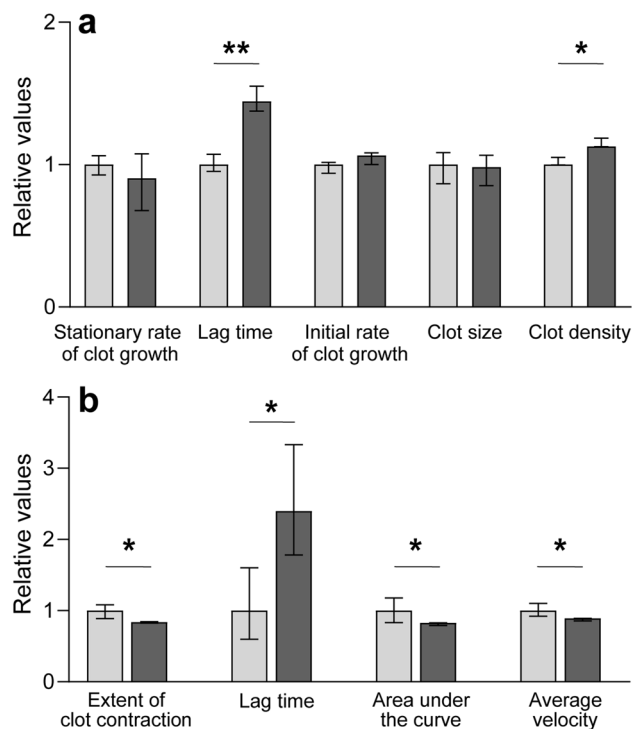 a
2
1
0
Relative values
**
*
Stationary rate
of clot growth
Lag time
Initial rate
of clot growth
Clot size
Clot density
b
4
3
2
1
0
Relative values
*
*
*
*
Extent of
clot contraction
Lag time
Area under
the curve
Average
velocity